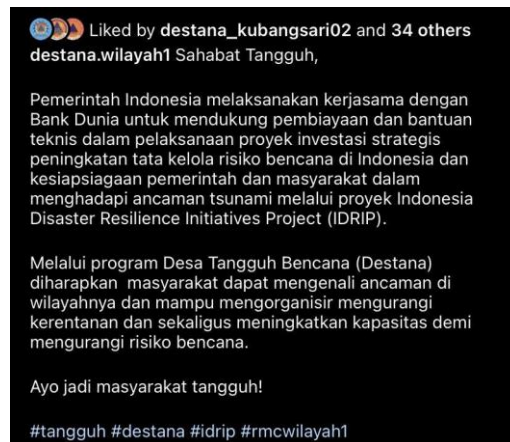 Liked by destana_kubangsari02 and 34 others
destana.wilayah1 Sahabat Tangguh,
Pemerintah Indonesia melaksanakan kerjasama dengan
Bank Dunia untuk mendukung pembiayaan dan bantuan
teknis dalam pelaksanaan proyek investasi strategis
peningkatan tata kelola risiko bencana di Indonesia dan
kesiapsiagaan pemerintah dan masyarakat dalam
menghadapi ancaman tsunami melalui proyek Indonesia
Disaster Resilience Initiatives Project (IDRIP).
Melalui program Desa Tangguh Bencana (Destana)
diharapkan  masyarakat dapat mengenali ancaman di
wilayahnya dan mampu mengorganisir mengurangi
kerentanan dan sekaligus meningkatkan kapasitas demi
mengurangi risiko bencana.
Ayo jadi masyarakat tangguh!
#tangguh #destana #idrip #rmcwilayah1